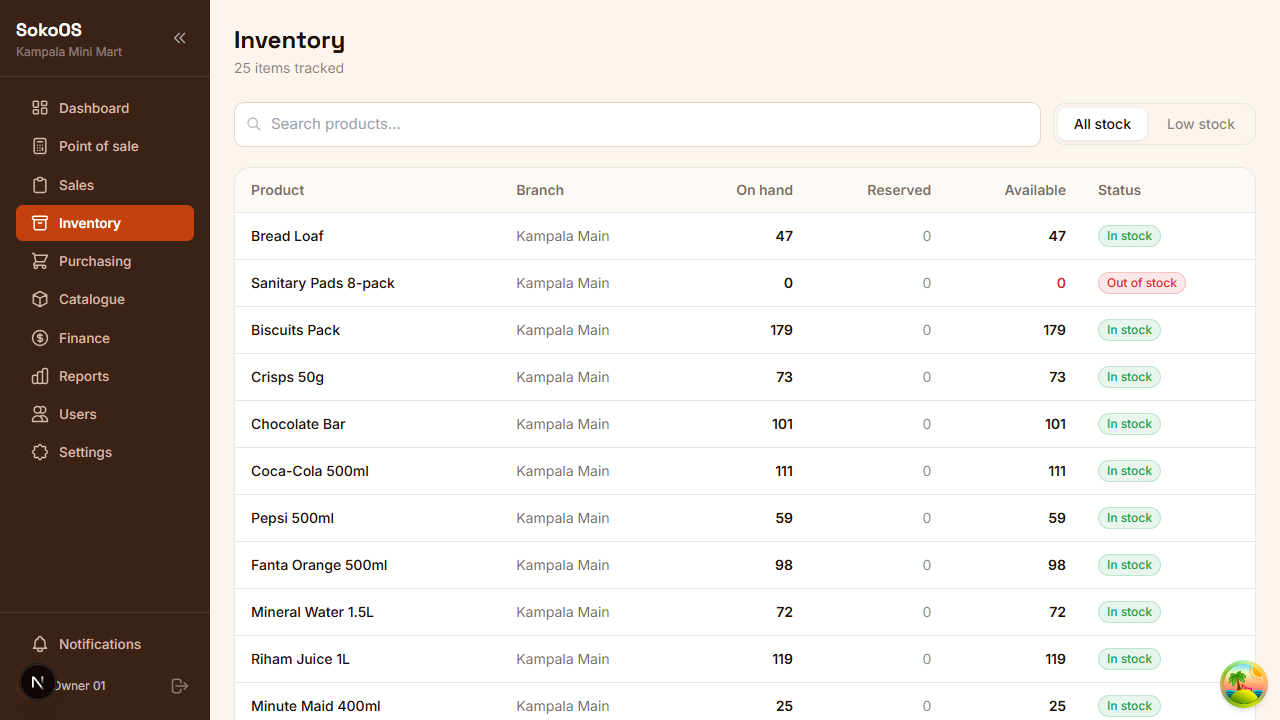 SokoOS
Kampala Mini Mart
Dashboard
Point of sale
Sales
Inventory
Purchasing
Catalogue
Finance
Reports
Users
Settings
Notifications
N
Owner 01
Inventory
25 items tracked
Search products...
All stock
Low stock
Product Branch On hand Reserved Available Status
Bread Loaf Kampala Main 47 0 47 In stock
Sanitary Pads 8-pack Kampala Main 0 0 0 Out of stock
Biscuits Pack Kampala Main 179 0 179 In stock
Crisps 50g Kampala Main 73 0 73 In stock
Chocolate Bar Kampala Main 101 0 101 In stock
Coca-Cola 500ml Kampala Main 111 0 111 In stock
Pepsi 500ml Kampala Main 59 0 59 In stock
Fanta Orange 500ml Kampala Main 98 0 98 In stock
Mineral Water 1.5L Kampala Main 72 0 72 In stock
Riham Juice 1L Kampala Main 119 0 119 In stock
Minute Maid 400ml Kampala Main 25 0 25 In stock